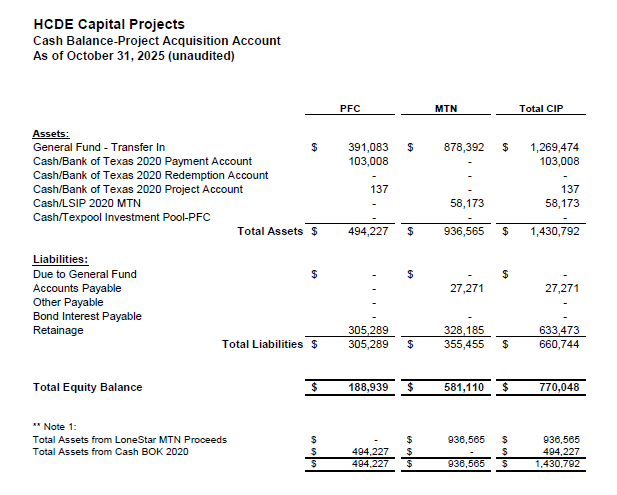 HCDE Capital Projects
Cash Balance-Project Acquisition Account
As of October 31, 2025 (unaudited)
PFC MTN Total CIP
Assets:
General Fund - Transfer In $ 391,083 $ 878,392 $ 1,269,474
Cash/Bank of Texas 2020 Payment Account 103,008 - 103,008
Cash/Bank of Texas 2020 Redemption Account - - -
Cash/Bank of Texas 2020 Project Account 137 - 137
Cash/LSIP 2020 MTN - 58,173 58,173
Cash/Texpool Investment Pool-PFC - - -
Total Assets $ 494,227 $ 936,565 $ 1,430,792
Liabilities:
Due to General Fund $ - $ - $ -
Accounts Payable - 27,271 27,271
Other Payable - -
Bond Interest Payable - - -
Retainage 305,289 328,185 633,473
Total Liabilities $ 305,289 $ 355,455 $ 660,744
Total Equity Balance $ 188,939 $ 581,110 $ 770,048
** Note 1:
Total Assets from LoneStar MTN Proceeds $ - $ 936,565 $ 936,565
Total Assets from Cash BOK 2020 $ 494,227 $ - $ 494,227
$ 494,227 $ 936,565 $ 1,430,792